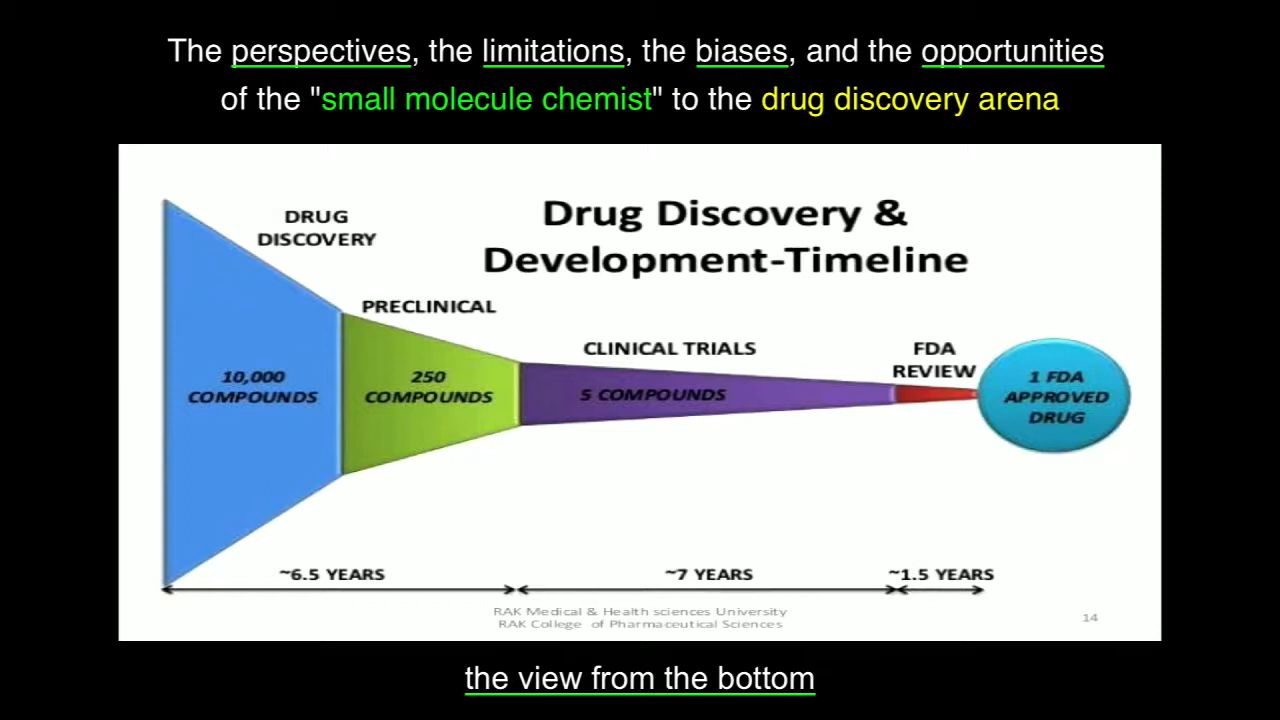 The perspectives, the limitations, the biases, and the opportunities
of the "small molecule chemist" to the drug discovery arena
Drug Discovery &
Development-Timeline
DRUG
DISCOVERY
PRECLINICAL
CLINICAL TRIALS
FDA
REVIEW
10,000
COMPOUNDS
250
COMPOUNDS
5 COMPOUNDS
1 FDA
APPROVED
DRUG
~6.5 YEARS
~7 YEARS
~1.5 YEARS
RAK Medical & Health sciences University
RAK College of Pharmaceutical Sciences
14
the view from the bottom